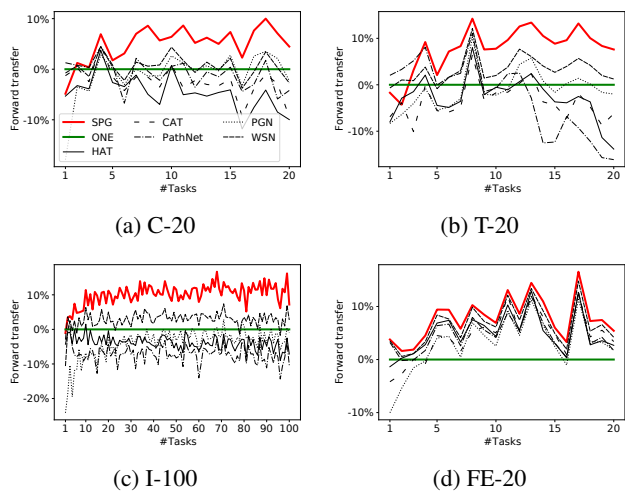 Forward transfer
10%
0%
-10%
SPG
ONE
HAT
CAT
PathNet
PGN
WSN
1 5 10 15 20
#Tasks
(a) C-20
Forward transfer
10%
0%
-10%
1 5 10 15 20
#Tasks
(b) T-20
Forward transfer
10%
0%
-10%
-20%
1 10 20 30 40 50 60 70 80 90 100
#Tasks
(c) I-100
Forward transfer
10%
0%
-10%
1 5 10 15 20
#Tasks
(d) FE-20